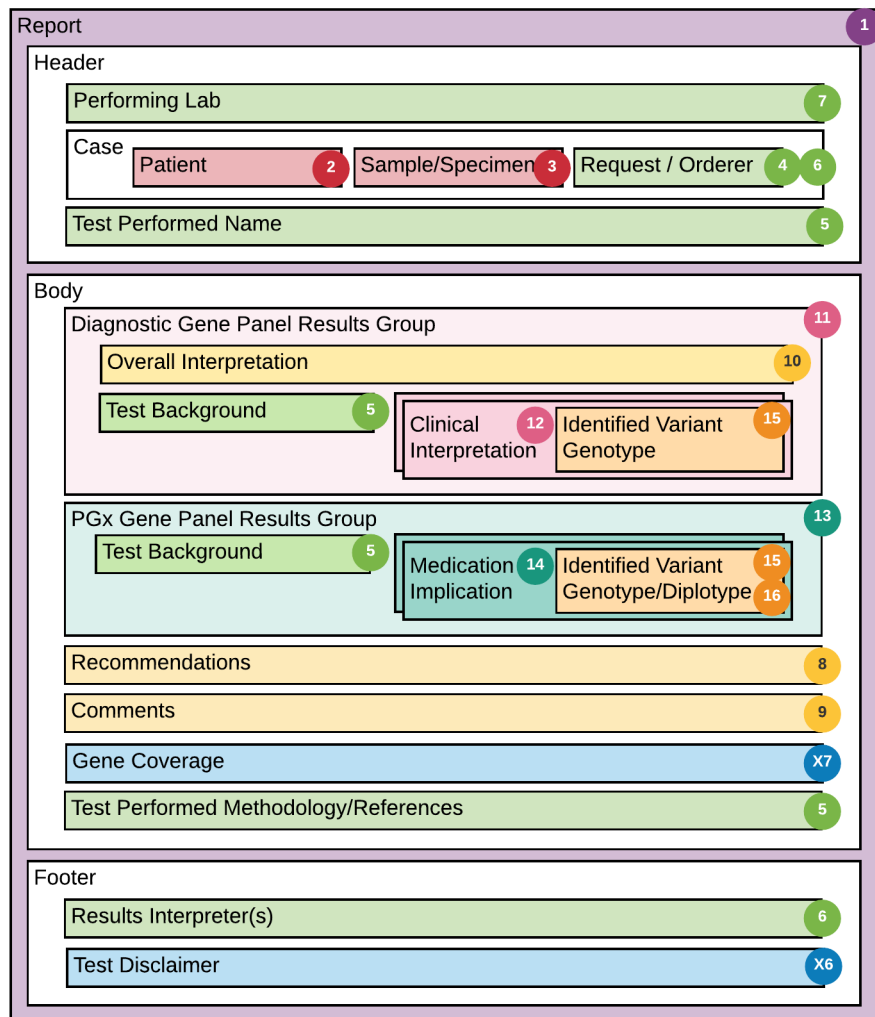 Report 1
Header
Performing Lab 7
Case
Patient 2 Sample/Specimen 3 Request / Orderer 4 6
Test Performed Name 5
Body
Diagnostic Gene Panel Results Group 11
Overall Interpretation 10
Test Background 5
Clinical 12
Interpretation
Identified Variant 15
Genotype
PGx Gene Panel Results Group 13
Test Background 5
Medication 14
Implication
Identified Variant 15
Genotype/Diplotype 16
Recommendations 8
Comments 9
Gene Coverage X7
Test Performed Methodology/References 5
Footer
Results Interpreter(s) 6
Test Disclaimer X6